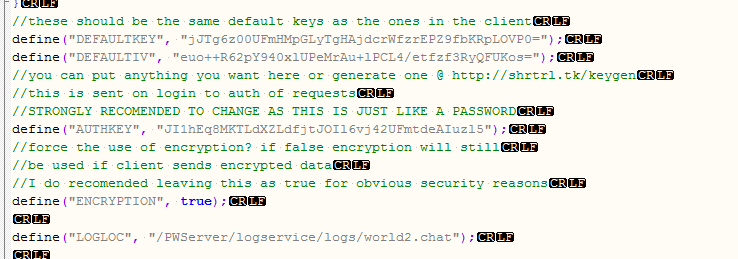 }CRLF
//these should be the same default keys as the ones in the clientCRLF
define("DEFAULTKEY", "jJTg6z00UFmHMpGLyTgHAjdcrWfzrEPZ9fbKRpLOVP0=");CRLF
define("DEFAULTIV", "euo++R62pY940xlUPeMrAu+lPCL4/etfzf3RyQFUKos=");CRLF
//you can put anything you want here or generate one @ http://shrtrl.tk/keygenCRLF
//this is sent on login to auth of requestsCRLF
//STRONGLY RECOMENDED TO CHANGE AS THIS IS JUST LIKE A PASSWORDCRLF
define("AUTHKEY", "JI1hEq8MKTLdXZLdfjtJOIl6vj42UFmtdeAIuzl5");CRLF
//force the use of encryption? if false encryption will stillCRLF
//be used if client sends encrypted dataCRLF
//I do recomended leaving this as true for obvious security reasonsCRLF
define("ENCRYPTION", true);CRLF
CRLF
define("LOGLOC", "/PWServer/logservice/logs/world2.chat");CRLF
CRLF